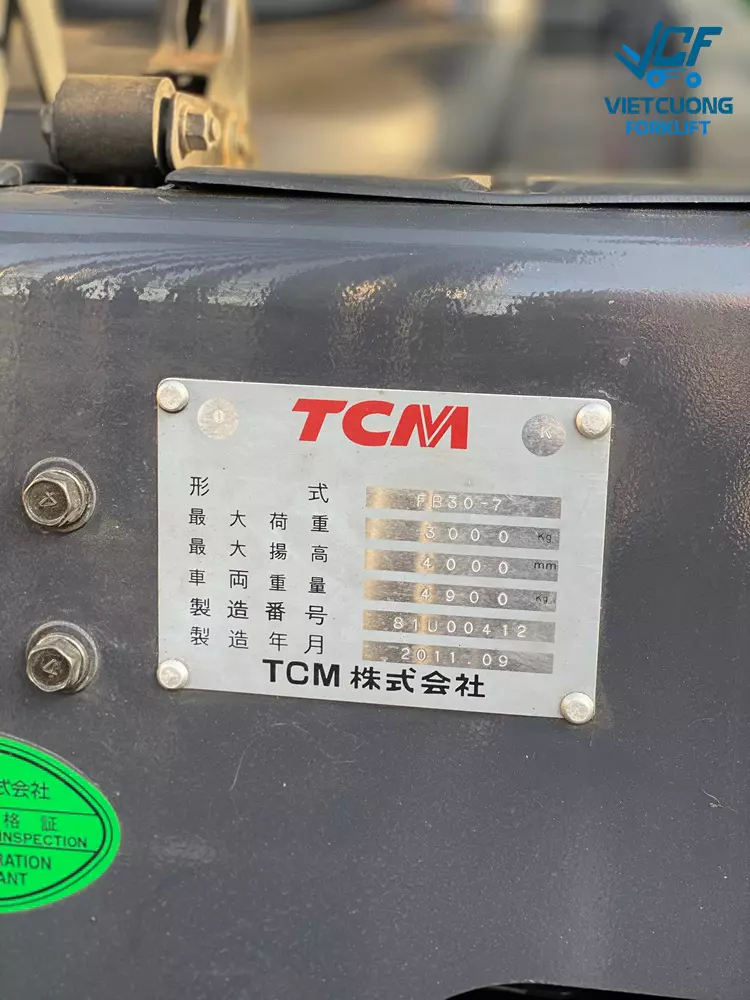 VCF
VIETCUONG
FORKLIFT
TCM
K
形式 FB30-7
最大荷重 3000 Kg
最大揚高 4000 mm
車両重量 4900 Kg
製造番号 81U00412
製造年月 2011.09
TCM 株式会社
式会社
格 証
INSPECTION
RATION
ANT